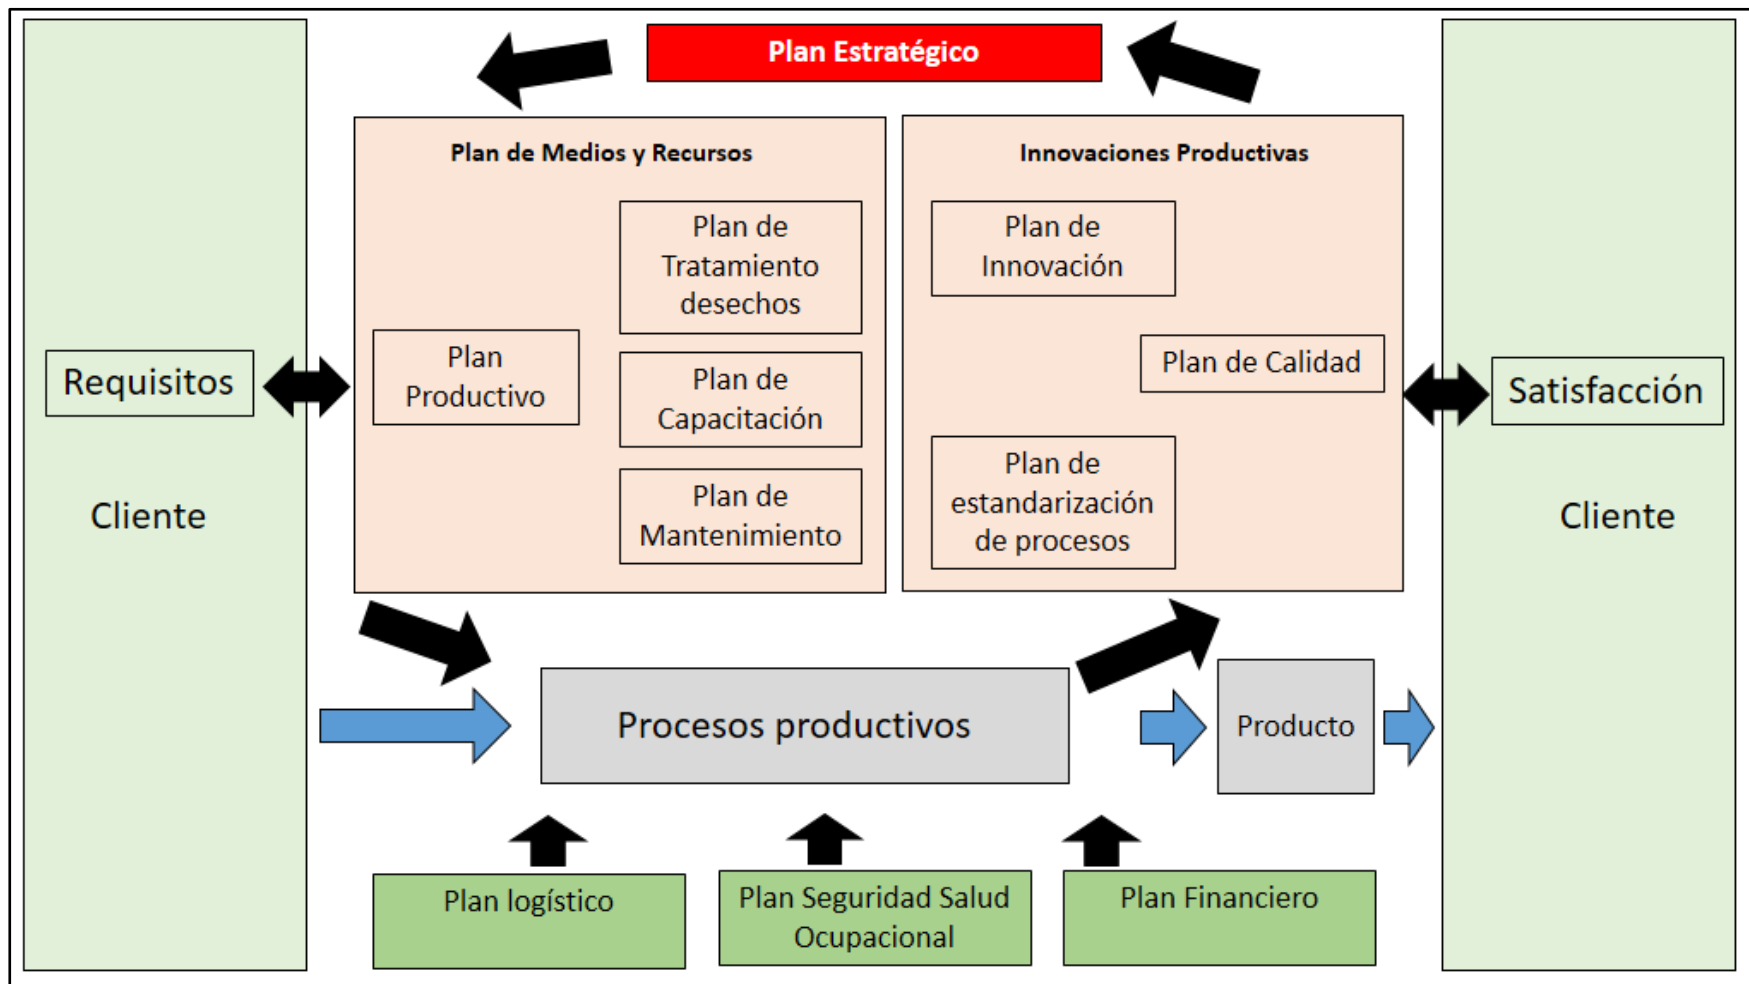 Plan Estratégico
Plan de Medios y Recursos
Innovaciones Productivas
Plan de
Tratamiento
desechos
Plan de
Innovación
Requisitos
Plan
Productivo
Plan de
Capacitación
Plan de Calidad
Satisfacción
Plan de
Mantenimiento
Plan de
estandarización
de procesos
Cliente
Cliente
Procesos productivos
Producto
Plan logístico
Plan Seguridad Salud
Ocupacional
Plan Financiero